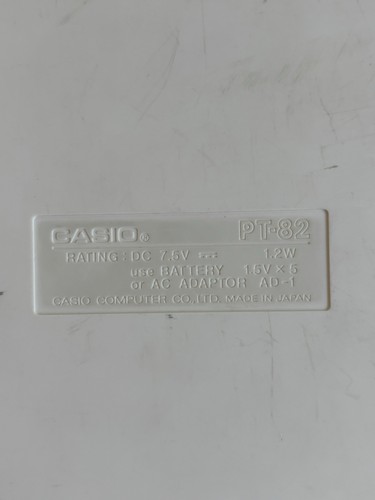 CASIO® PT-82
RATING: DC 7.5V ⎓ 1.2W
use BATTERY 1.5V × 5
or AC ADAPTOR AD-1
CASIO COMPUTER CO., LTD. MADE IN JAPAN